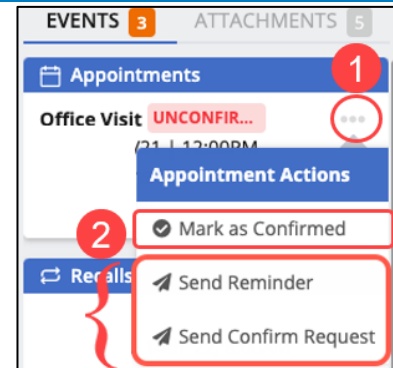 EVENTS 3 ATTACHMENTS 5
Appointments 1
Office Visit UNCONFIR...
/21 | 12:00PM
Appointment Actions
2 Mark as Confirmed
Recalls
Send Reminder
Send Confirm Request